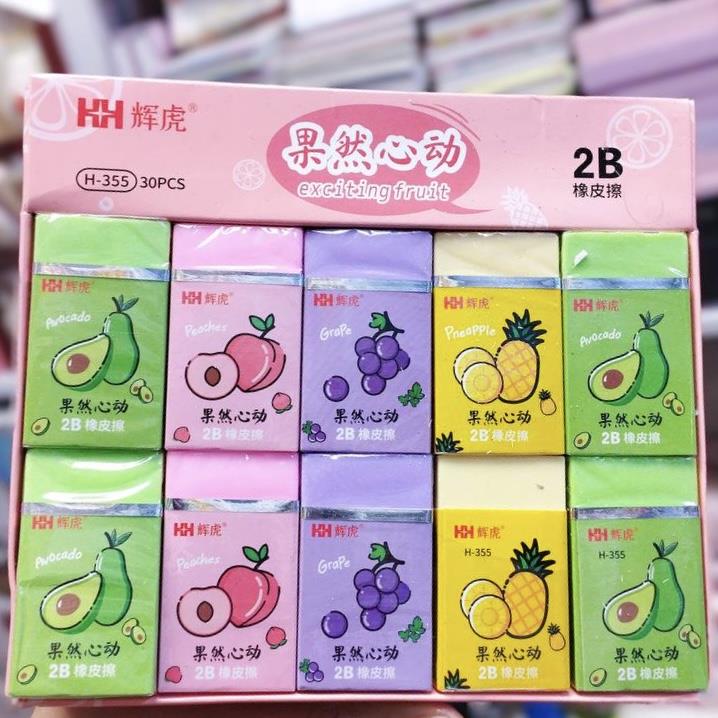 HH 辉虎®
果然心动
exciting fruit
H-355 30PCS
2B
橡皮擦
HH 辉虎®
Avocado
果然心动
2B 橡皮擦
HH 辉虎®
Peaches
果然心动
2B 橡皮擦
HH 辉虎®
Grape
果然心动
2B 橡皮擦
HH 辉虎®
Pneapple
果然心动
2B 橡皮擦
HH 辉虎®
Avocado
果然心动
2B 橡皮擦
HH 辉虎®
Avocado
果然心动
2B 橡皮擦
HH 辉虎®
Peaches
果然心动
2B 橡皮擦
HH 辉虎®
Grape
果然心动
2B 橡皮擦
HH 辉虎®
H-355
果然心动
2B 橡皮擦
HH 辉虎®
H-355
果然心动
2B 橡皮擦